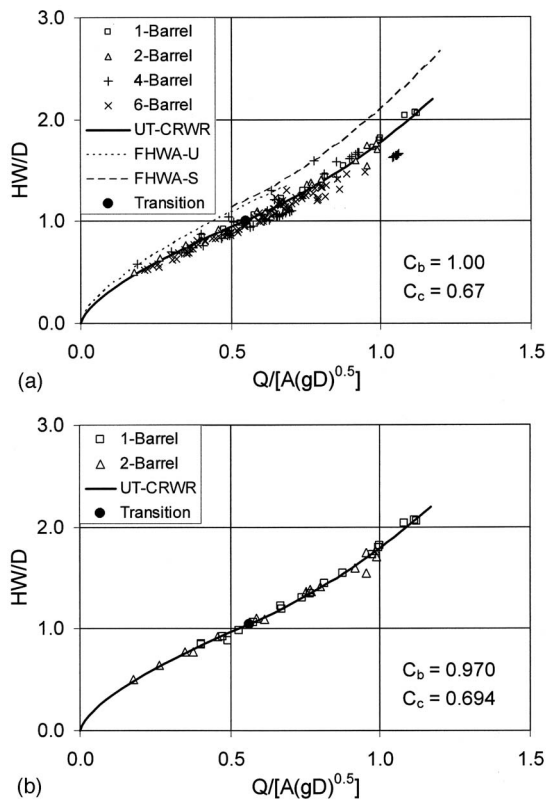 3.0
2.0
1.0
0.0
HW/D
1-Barrel
2-Barrel
4-Barrel
6-Barrel
UT-CRWR
FHWA-U
FHWA-S
Transition
C_b = 1.00
C_c = 0.67
0.0 0.5 1.0 1.5
(a) Q/[A(gD)^0.5]
3.0
2.0
1.0
0.0
HW/D
1-Barrel
2-Barrel
UT-CRWR
Transition
C_b = 0.970
C_c = 0.694
0.0 0.5 1.0 1.5
(b) Q/[A(gD)^0.5]